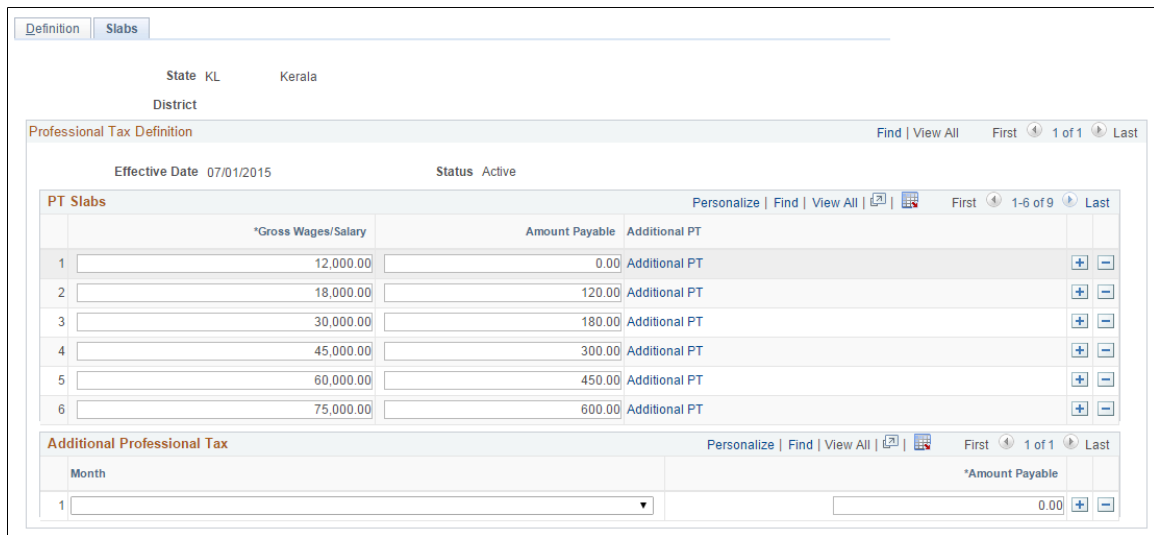 Definition Slabs
State KL Kerala
District
Professional Tax Definition Find | View All First 1 of 1 Last
Effective Date 07/01/2015 Status Active
PT Slabs Personalize | Find | View All | | First 1-6 of 9 Last
*Gross Wages/Salary Amount Payable Additional PT
1 12,000.00 0.00 Additional PT + -
2 18,000.00 120.00 Additional PT + -
3 30,000.00 180.00 Additional PT + -
4 45,000.00 300.00 Additional PT + -
5 60,000.00 450.00 Additional PT + -
6 75,000.00 600.00 Additional PT + -
Additional Professional Tax Personalize | Find | View All | | First 1 of 1 Last
Month *Amount Payable
1 0.00 + -